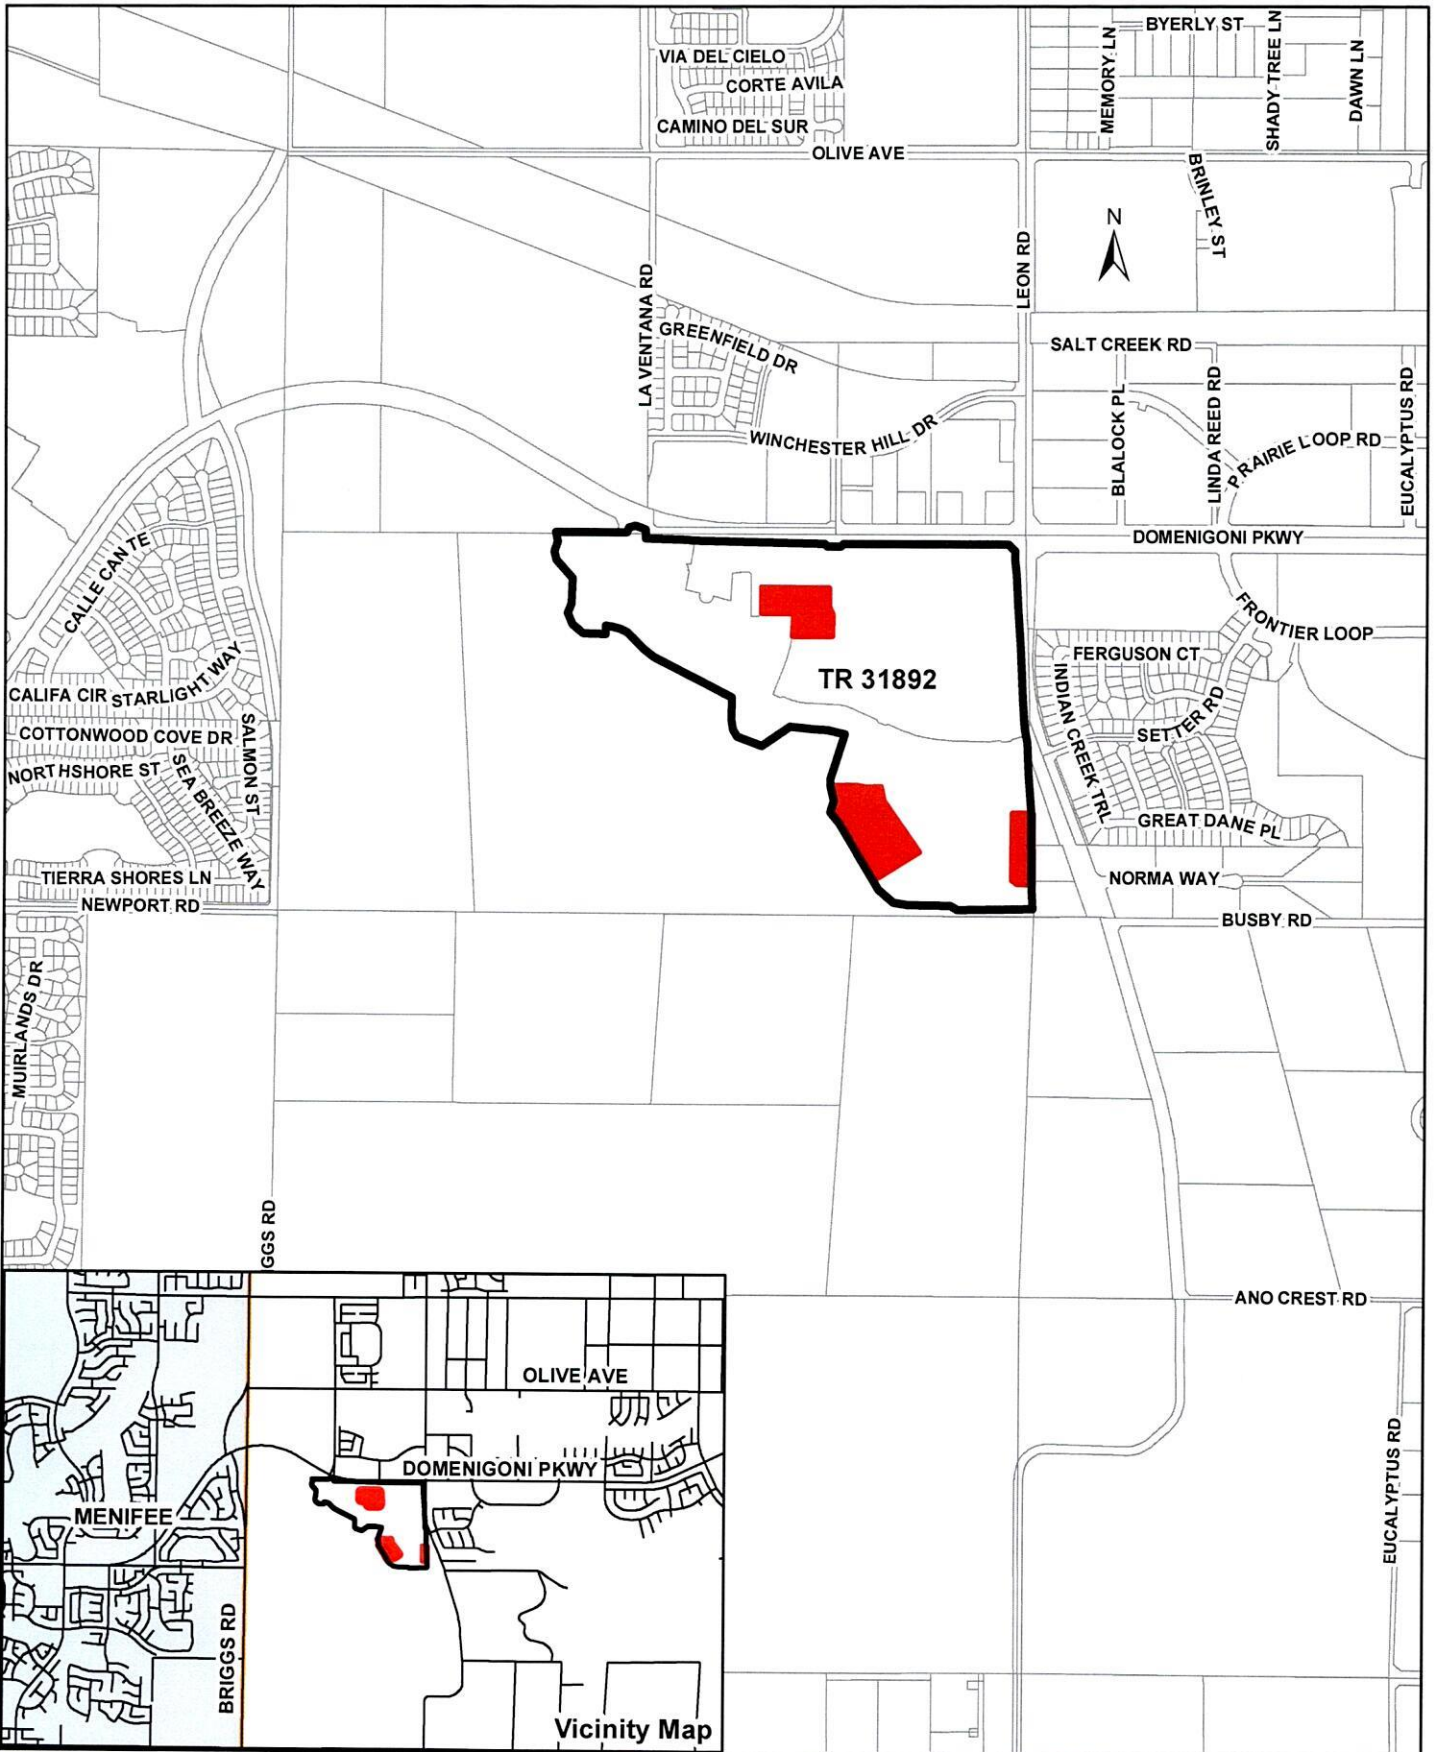 BYERLY ST
VIA DEL CIELO
CORTE AVILA
CAMINO DEL SUR
MEMORY LN
SHADY TREE LN
DAWN LN
OLIVE AVE
BRINLEY ST
N
LEON RD
LA VENTANA RD
GREENFIELD DR
SALT CREEK RD
WINCHESTER HILL DR
BLALOCK PL
LINDA REED RD
PRAIRIE LOOP RD
EUCALYPTUS RD
DOMENIGONI PKWY
CALLE CANTE
FRONTIER LOOP
FERGUSON CT
TR 31892
INDIAN CREEK TRL
SETTER RD
CALIFA CIR
STARLIGHT WAY
COTTONWOOD COVE DR
SALMON ST
NORTHSHORE ST
SEA BREEZE WAY
GREAT DANE PL
TIERRA SHORES LN
NORMA WAY
NEWPORT RD
BUSBY RD
MUIRLANDS DR
GGS RD
ANO CREST RD
EUCALYPTUS RD
OLIVE AVE
DOMENIGONI PKWY
MENIFEE
BRIGGS RD
Vicinity Map